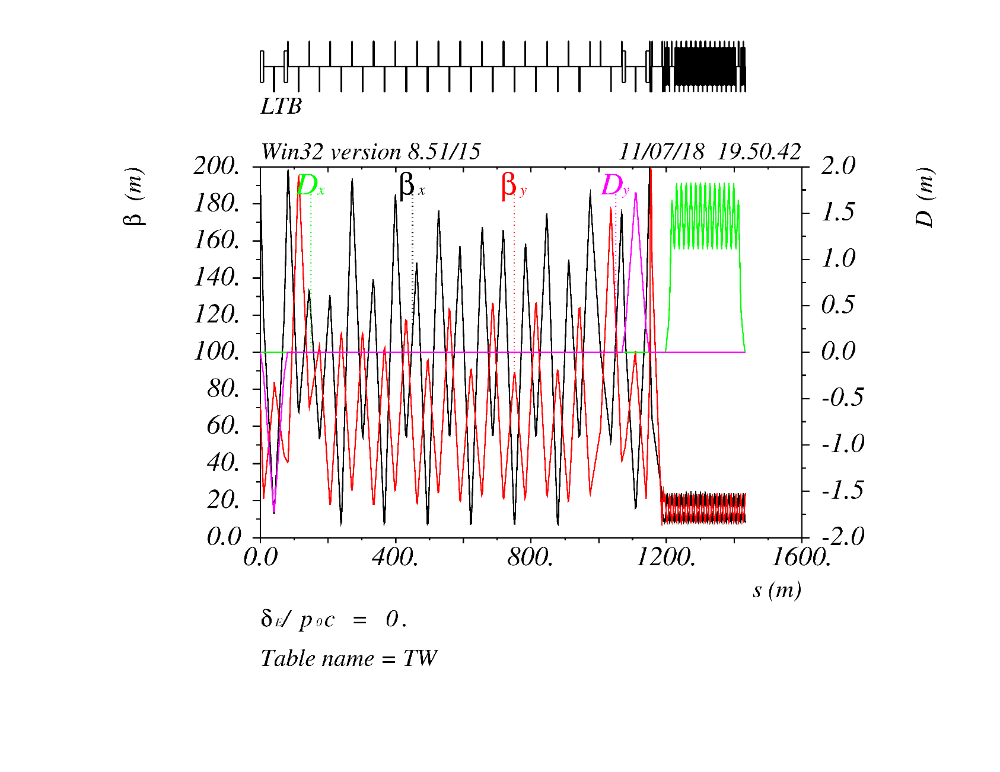 LTB
Win32 version 8.51/15 11/07/18 19.50.42
200. 2.0
180. 1.5
160. 1.0
140. 0.5
120. 0.0
100. -0.5
80. -1.0
60. -1.5
40. -2.0
20.
0.0
β (m)
D (m)
Dx βx βy Dy
0.0 400. 800. 1200. 1600.
s (m)
δE/ p0c = 0.
Table name = TW